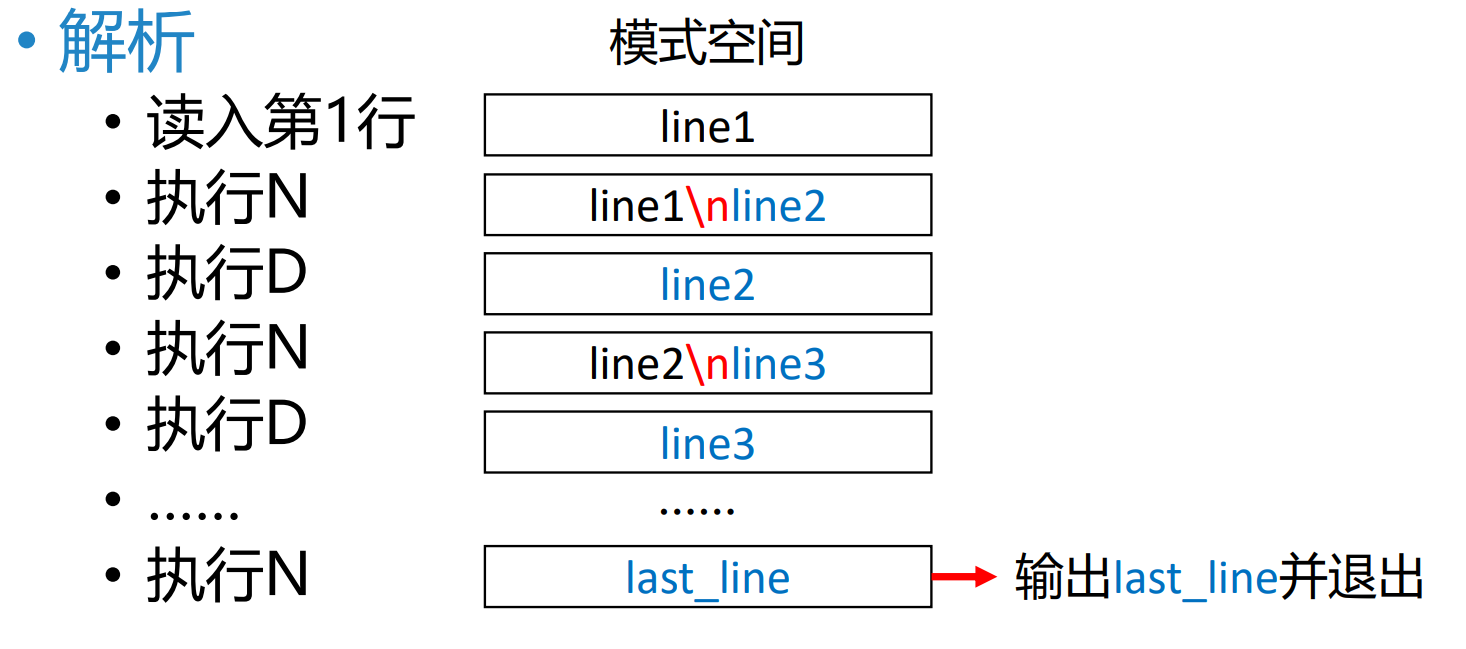 • 解析
模式空间
• 读入第1行
line1
• 执行N
line1\nline2
• 执行D
line2
• 执行N
line2\nline3
• 执行D
line3
• ……
……
• 执行N
last_line
输出last_line并退出